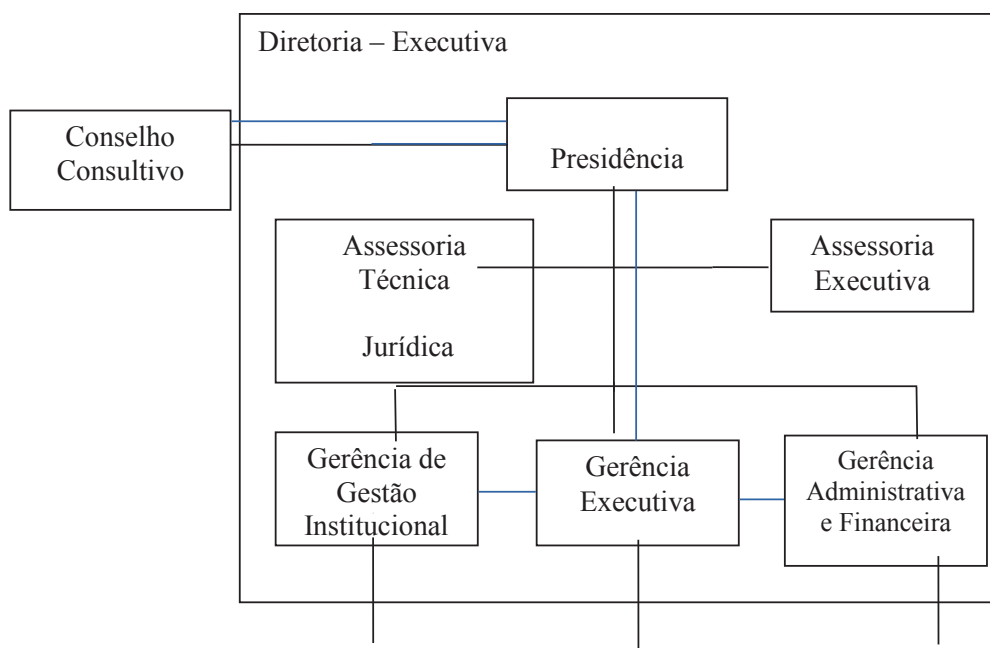 Diretoria – Executiva
Conselho
Consultivo
Presidência
Assessoria
Técnica
Jurídica
Assessoria
Executiva
Gerência de
Gestão
Institucional
Gerência
Executiva
Gerência
Administrativa
e Financeira